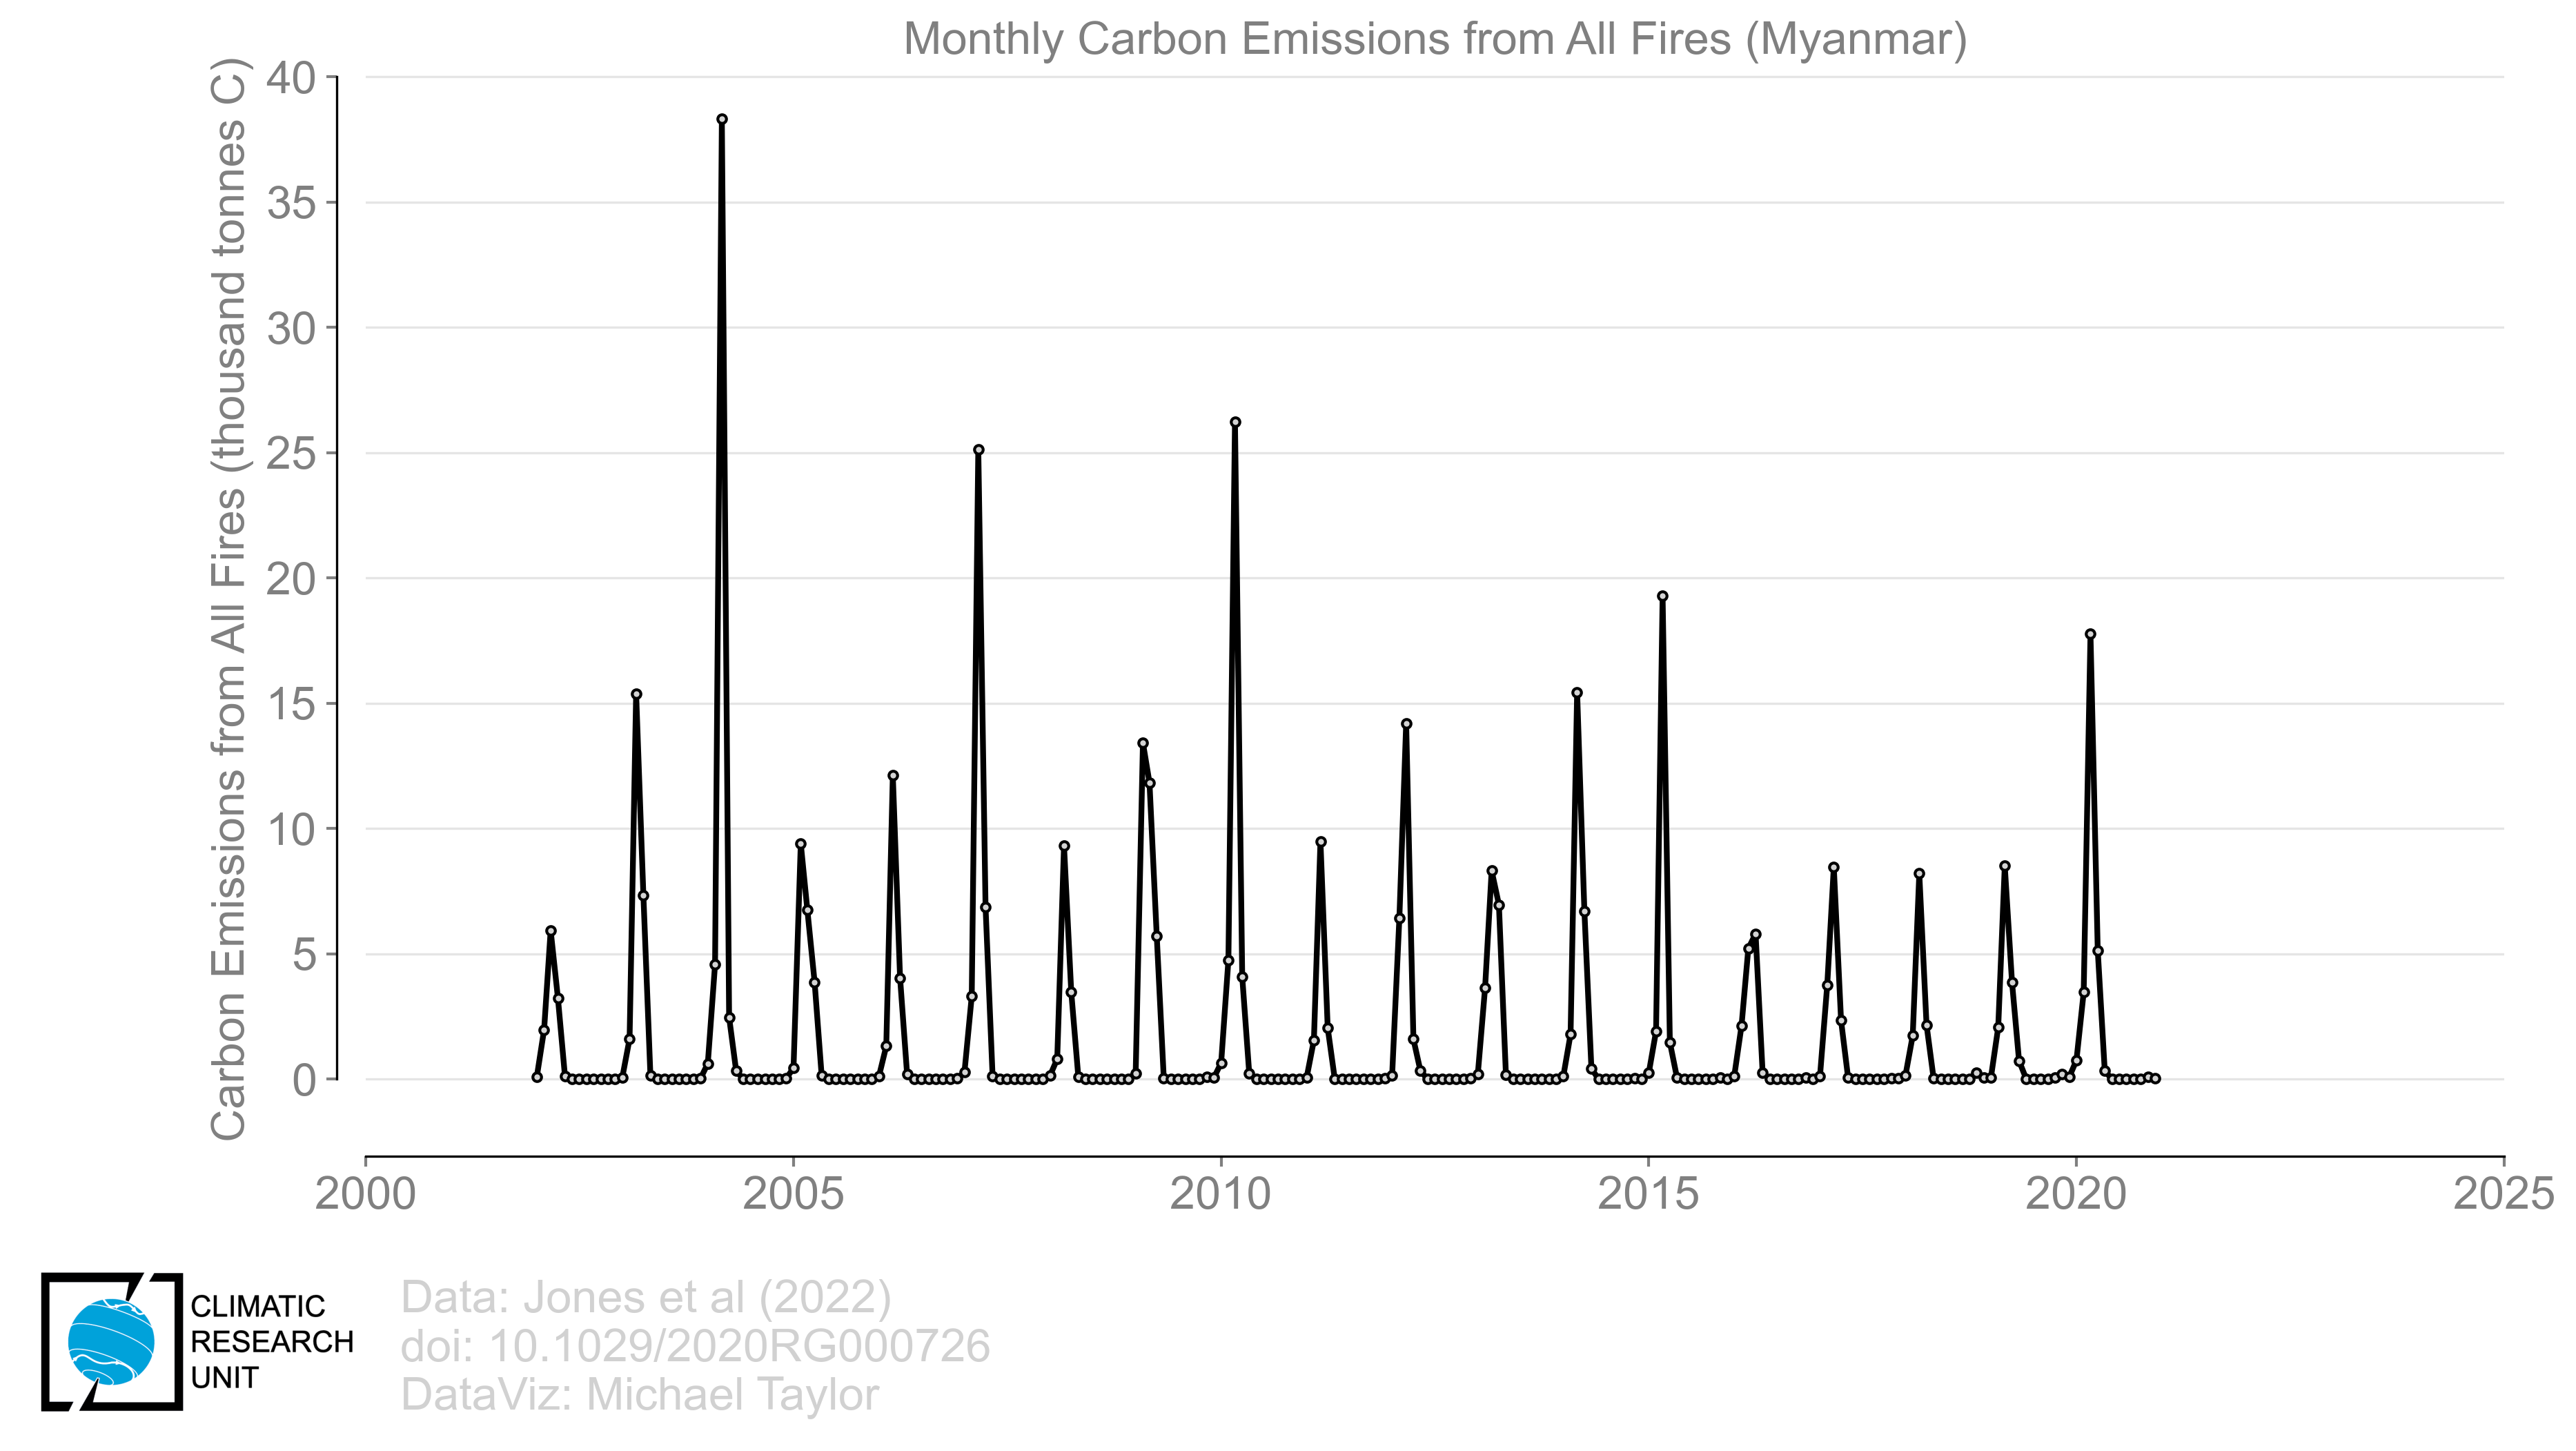 Monthly Carbon Emissions from All Fires (Myanmar)
Carbon Emissions from All Fires (thousand tonnes C)
40
35
30
25
20
15
10
5
0
2000
2005
2010
2015
2020
2025
CLIMATIC
RESEARCH
UNIT
Data: Jones et al (2022)
doi: 10.1029/2020RG000726
DataViz: Michael Taylor